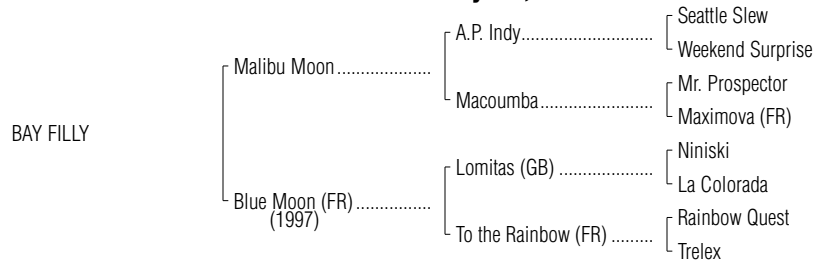 Seattle Slew
A.P. Indy
Weekend Surprise
Malibu Moon
Mr. Prospector
Macoumba
Maximova (FR)
BAY FILLY
Niniski
Lomitas (GB)
La Colorada
Blue Moon (FR)
(1997)
Rainbow Quest
To the Rainbow (FR)
Trelex